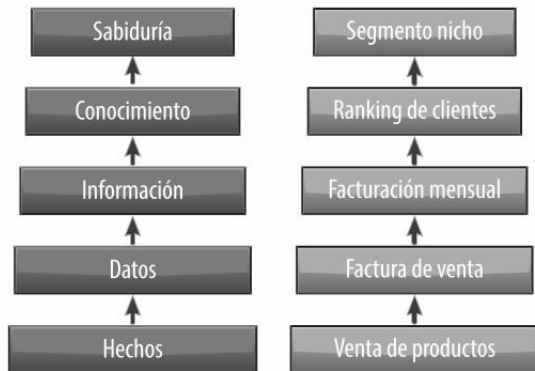 Sabiduría
Segmento nicho
Conocimiento
Ranking de clientes
Información
Facturación mensual
Datos
Factura de venta
Hechos
Venta de productos